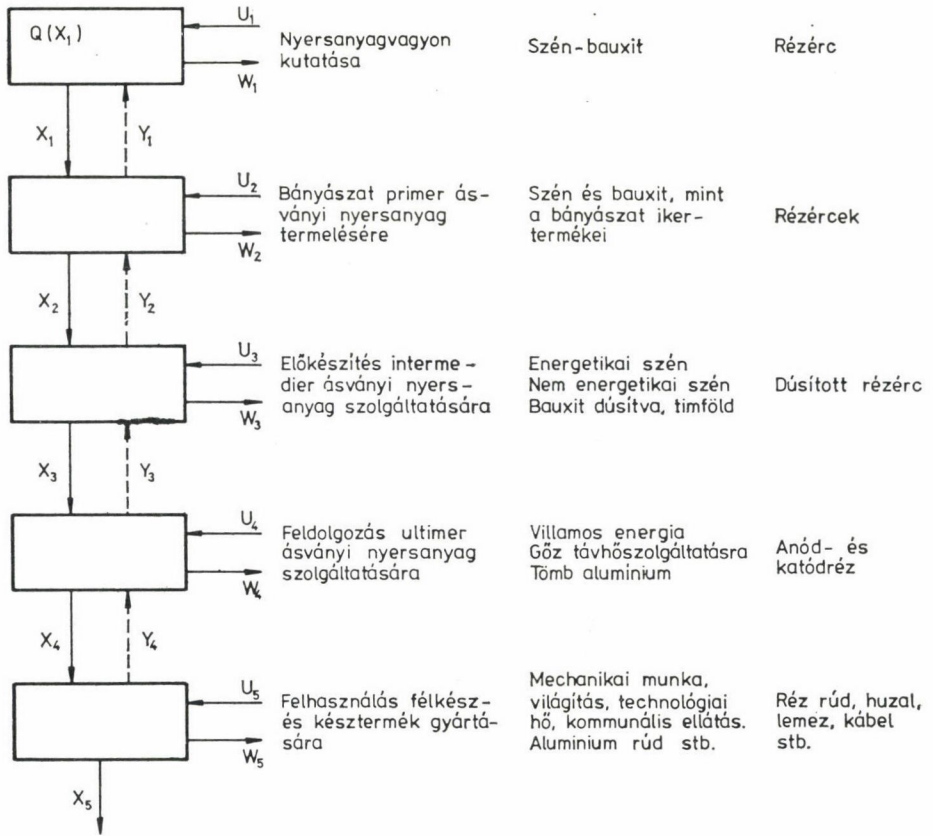 Q(X₁)
U₁
W₁
Nyersanyagvagyon
kutatása
Szén-bauxit
Rézérc
X₁
Y₁
U₂
W₂
Bányászat primer ás-
ványi nyersanyag
termelésére
Szén és bauxit, mint
a bányászat iker-
termékei
Rézércek
X₂
Y₂
U₃
W₃
Előkészítés interme-
dier ásványi nyers-
anyag szolgáltatására
Energetikai szén
Nem energetikai szén
Bauxit dúsítva, timföld
Dúsított rézérc
X₃
Y₃
U₄
W₄
Feldolgozás ultimer
ásványi nyersanyag
szolgáltatására
Villamos energia
Gőz távhőszolgáltatásra
Tömb alumínium
Anód- és
katódréz
X₄
Y₄
U₅
W₅
Felhasználás félkész-
és késztermék gyártá-
sára
Mechanikai munka,
világítás, technológiai
hő, kommunális ellátás.
Aluminium rúd stb.
Réz rúd, huzal,
lemez, kábel
stb.
X₅